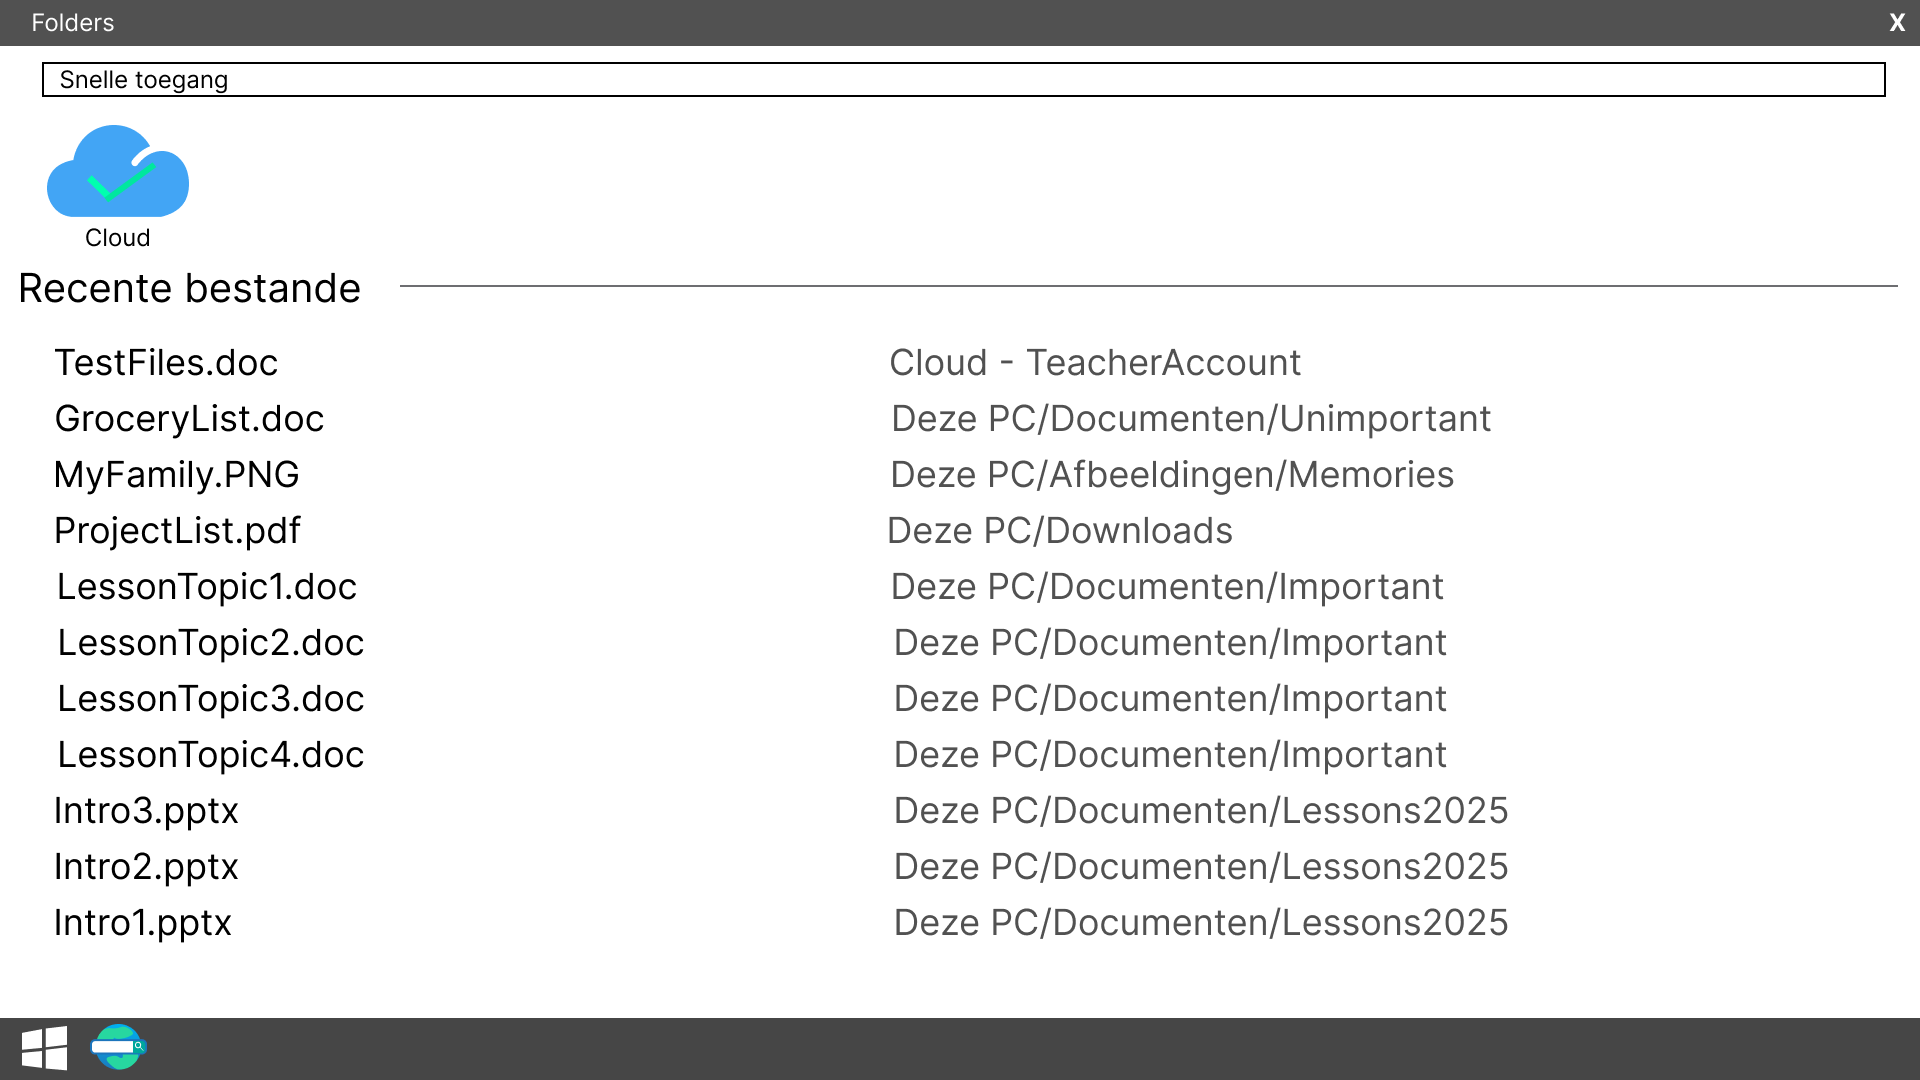 Folders X
Snelle toegang
Cloud
Recente bestande
TestFiles.doc Cloud - TeacherAccount
GroceryList.doc Deze PC/Documenten/Unimportant
MyFamily.PNG Deze PC/Afbeeldingen/Memories
ProjectList.pdf Deze PC/Downloads
LessonTopic1.doc Deze PC/Documenten/Important
LessonTopic2.doc Deze PC/Documenten/Important
LessonTopic3.doc Deze PC/Documenten/Important
LessonTopic4.doc Deze PC/Documenten/Important
Intro3.pptx Deze PC/Documenten/Lessons2025
Intro2.pptx Deze PC/Documenten/Lessons2025
Intro1.pptx Deze PC/Documenten/Lessons2025